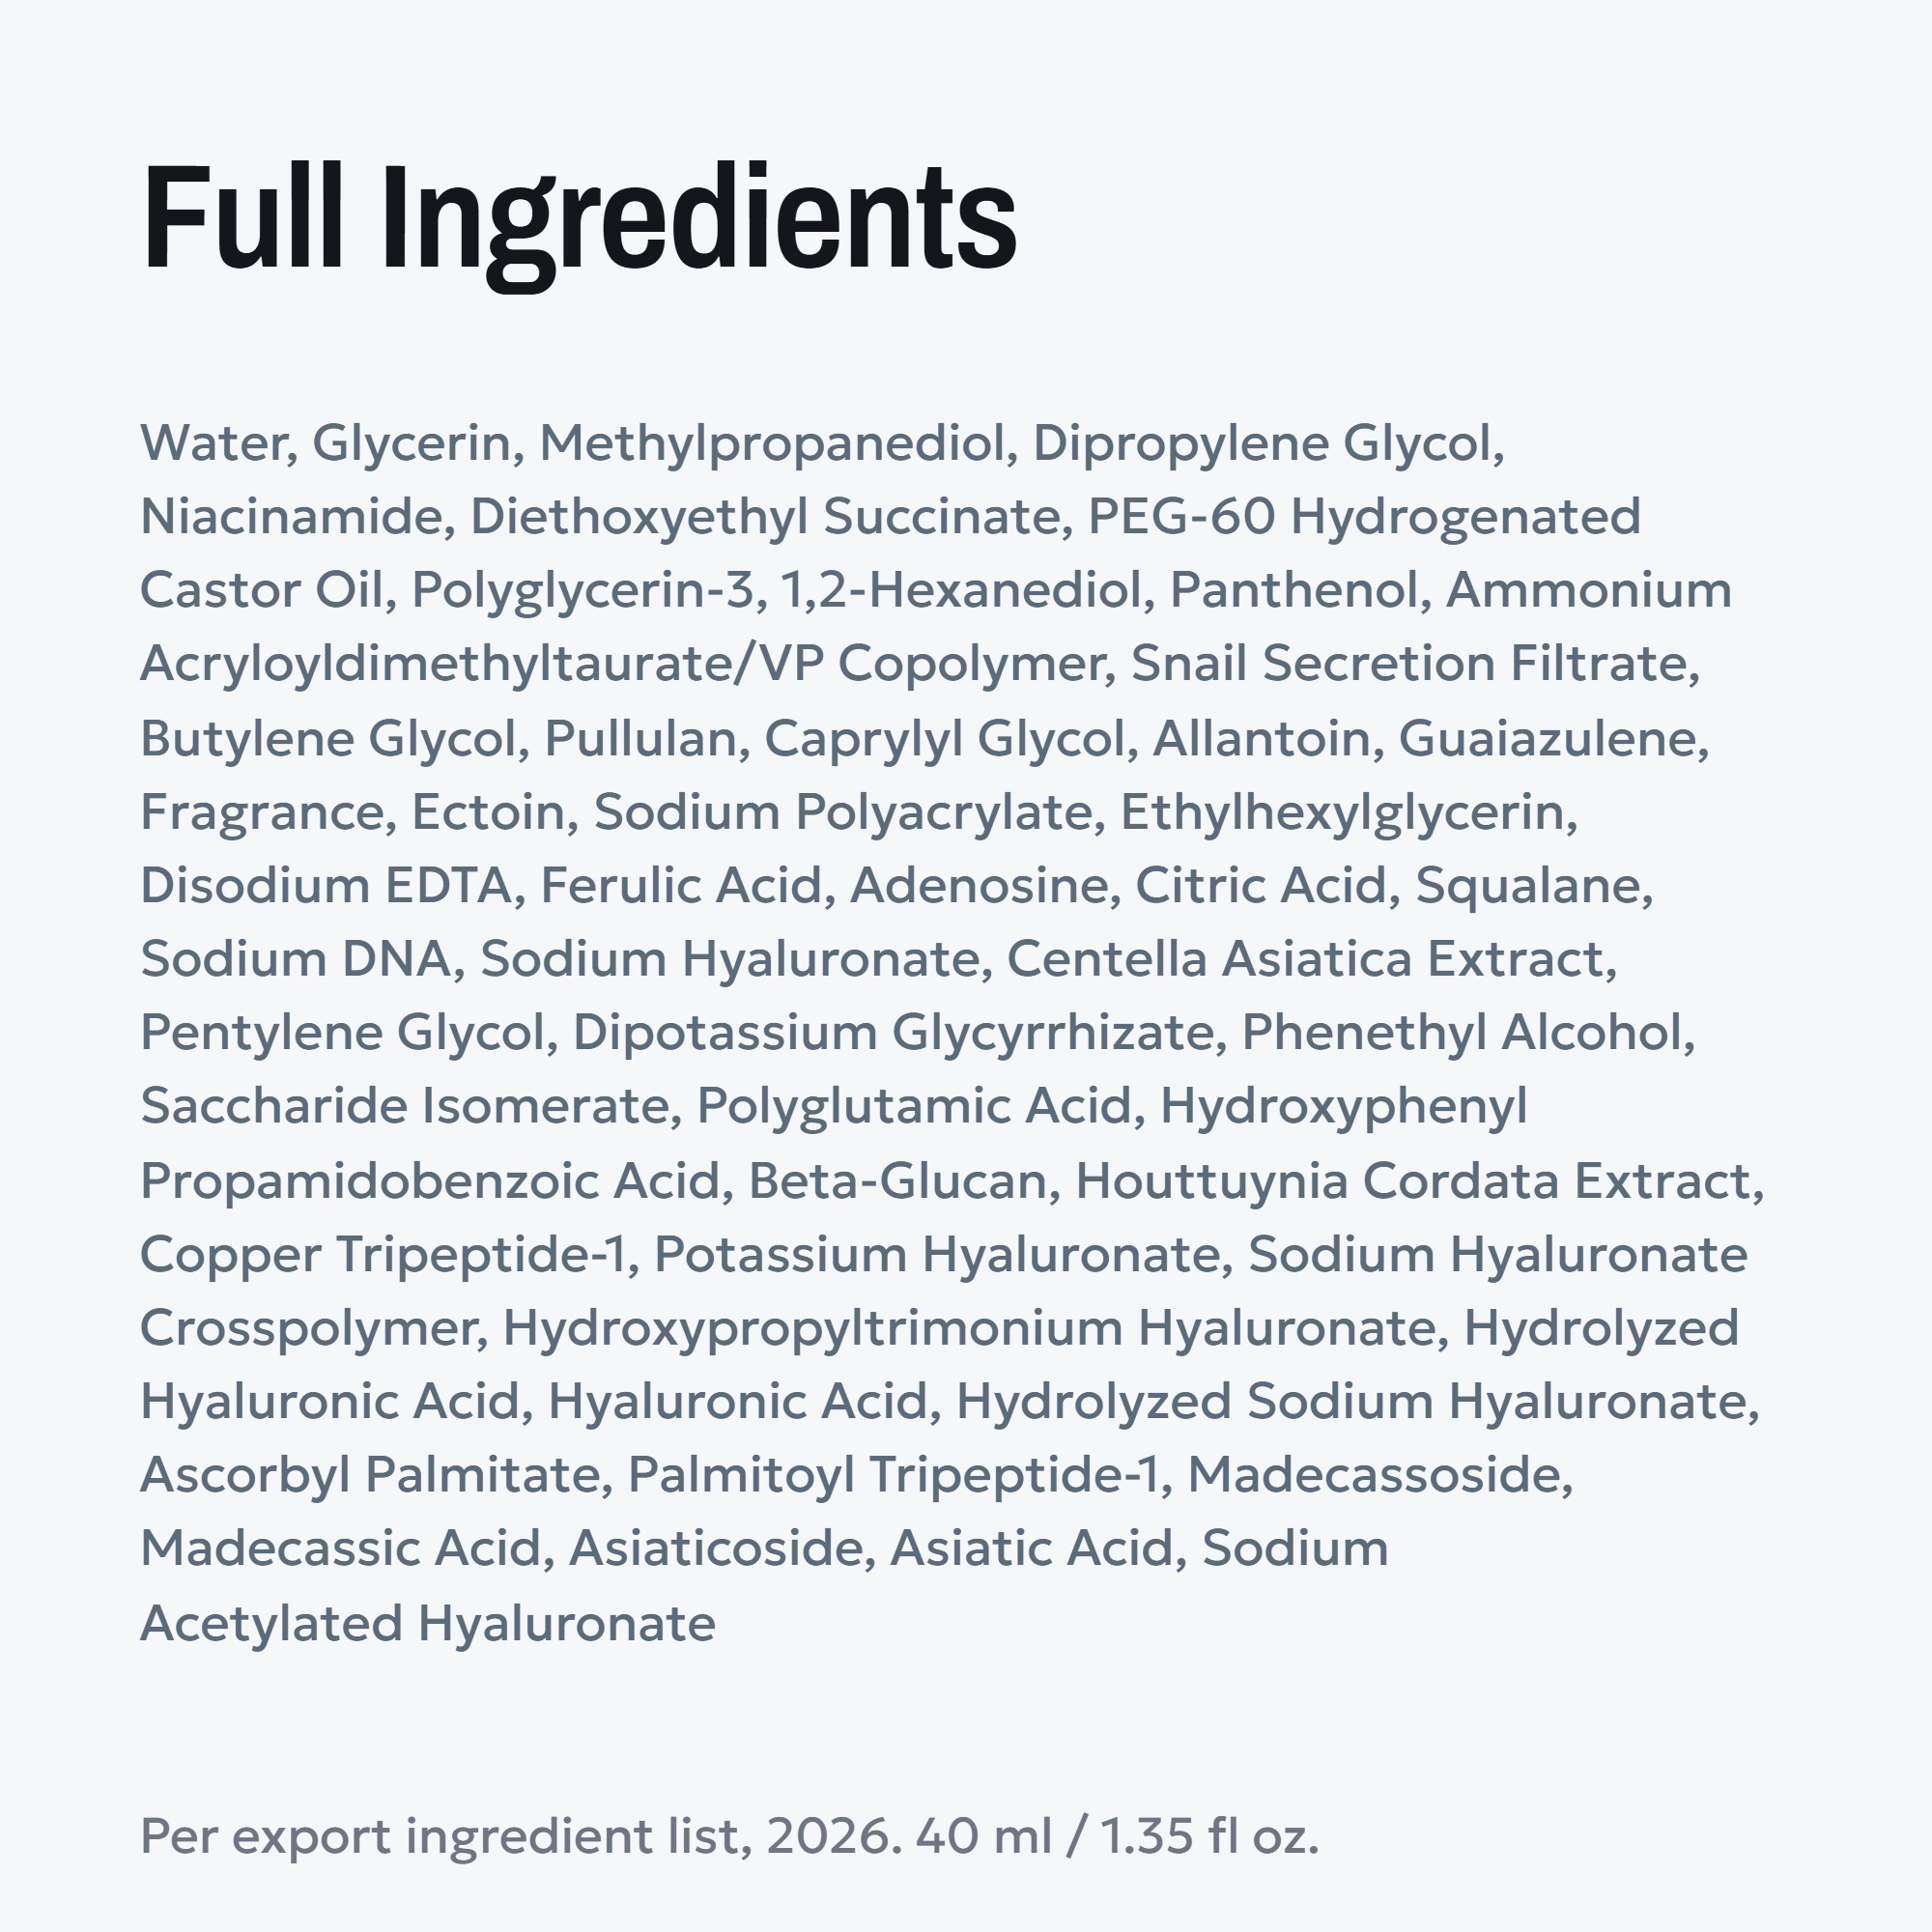 Full Ingredients
Water, Glycerin, Methylpropanediol, Dipropylene Glycol,
Niacinamide, Diethoxyethyl Succinate, PEG-60 Hydrogenated
Castor Oil, Polyglycerin-3, 1,2-Hexanediol, Panthenol, Ammonium
Acryloyldimethyltaurate/VP Copolymer, Snail Secretion Filtrate,
Butylene Glycol, Pullulan, Caprylyl Glycol, Allantoin, Guaiazulene,
Fragrance, Ectoin, Sodium Polyacrylate, Ethylhexylglycerin,
Disodium EDTA, Ferulic Acid, Adenosine, Citric Acid, Squalane,
Sodium DNA, Sodium Hyaluronate, Centella Asiatica Extract,
Pentylene Glycol, Dipotassium Glycyrrhizate, Phenethyl Alcohol,
Saccharide Isomerate, Polyglutamic Acid, Hydroxyphenyl
Propamidobenzoic Acid, Beta-Glucan, Houttuynia Cordata Extract,
Copper Tripeptide-1, Potassium Hyaluronate, Sodium Hyaluronate
Crosspolymer, Hydroxypropyltrimonium Hyaluronate, Hydrolyzed
Hyaluronic Acid, Hyaluronic Acid, Hydrolyzed Sodium Hyaluronate,
Ascorbyl Palmitate, Palmitoyl Tripeptide-1, Madecassoside,
Madecassic Acid, Asiaticoside, Asiatic Acid, Sodium
Acetylated Hyaluronate
Per export ingredient list, 2026. 40 ml / 1.35 fl oz.